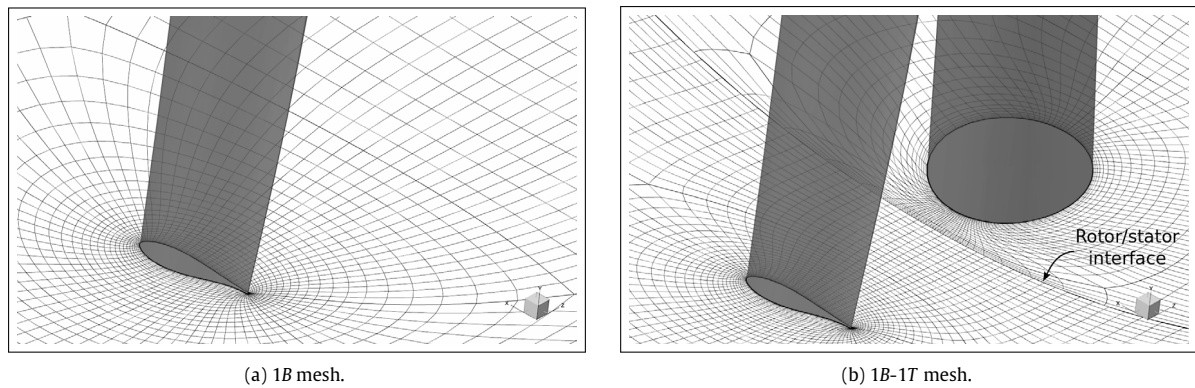 Rotor/stator
interface
x
Y
z
x
Y
z
(a) 1B mesh.
(b) 1B-1T mesh.